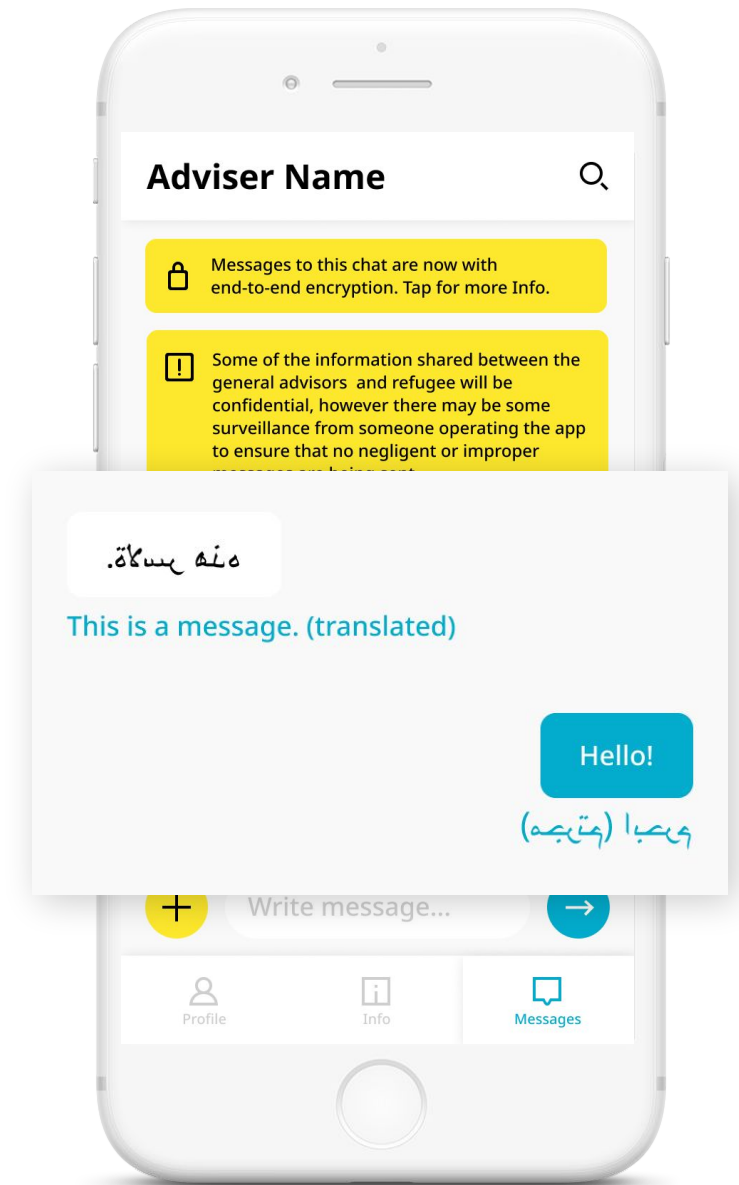 Adviser Name
Messages to this chat are now with
end-to-end encryption. Tap for more Info.
Some of the information shared between the
general advisors and refugee will be
confidential, however there may be some
surveillance from someone operating the app
to ensure that no negligent or improper
This is a message. (translated)
Hello!
Write message...
Profile
Info
Messages